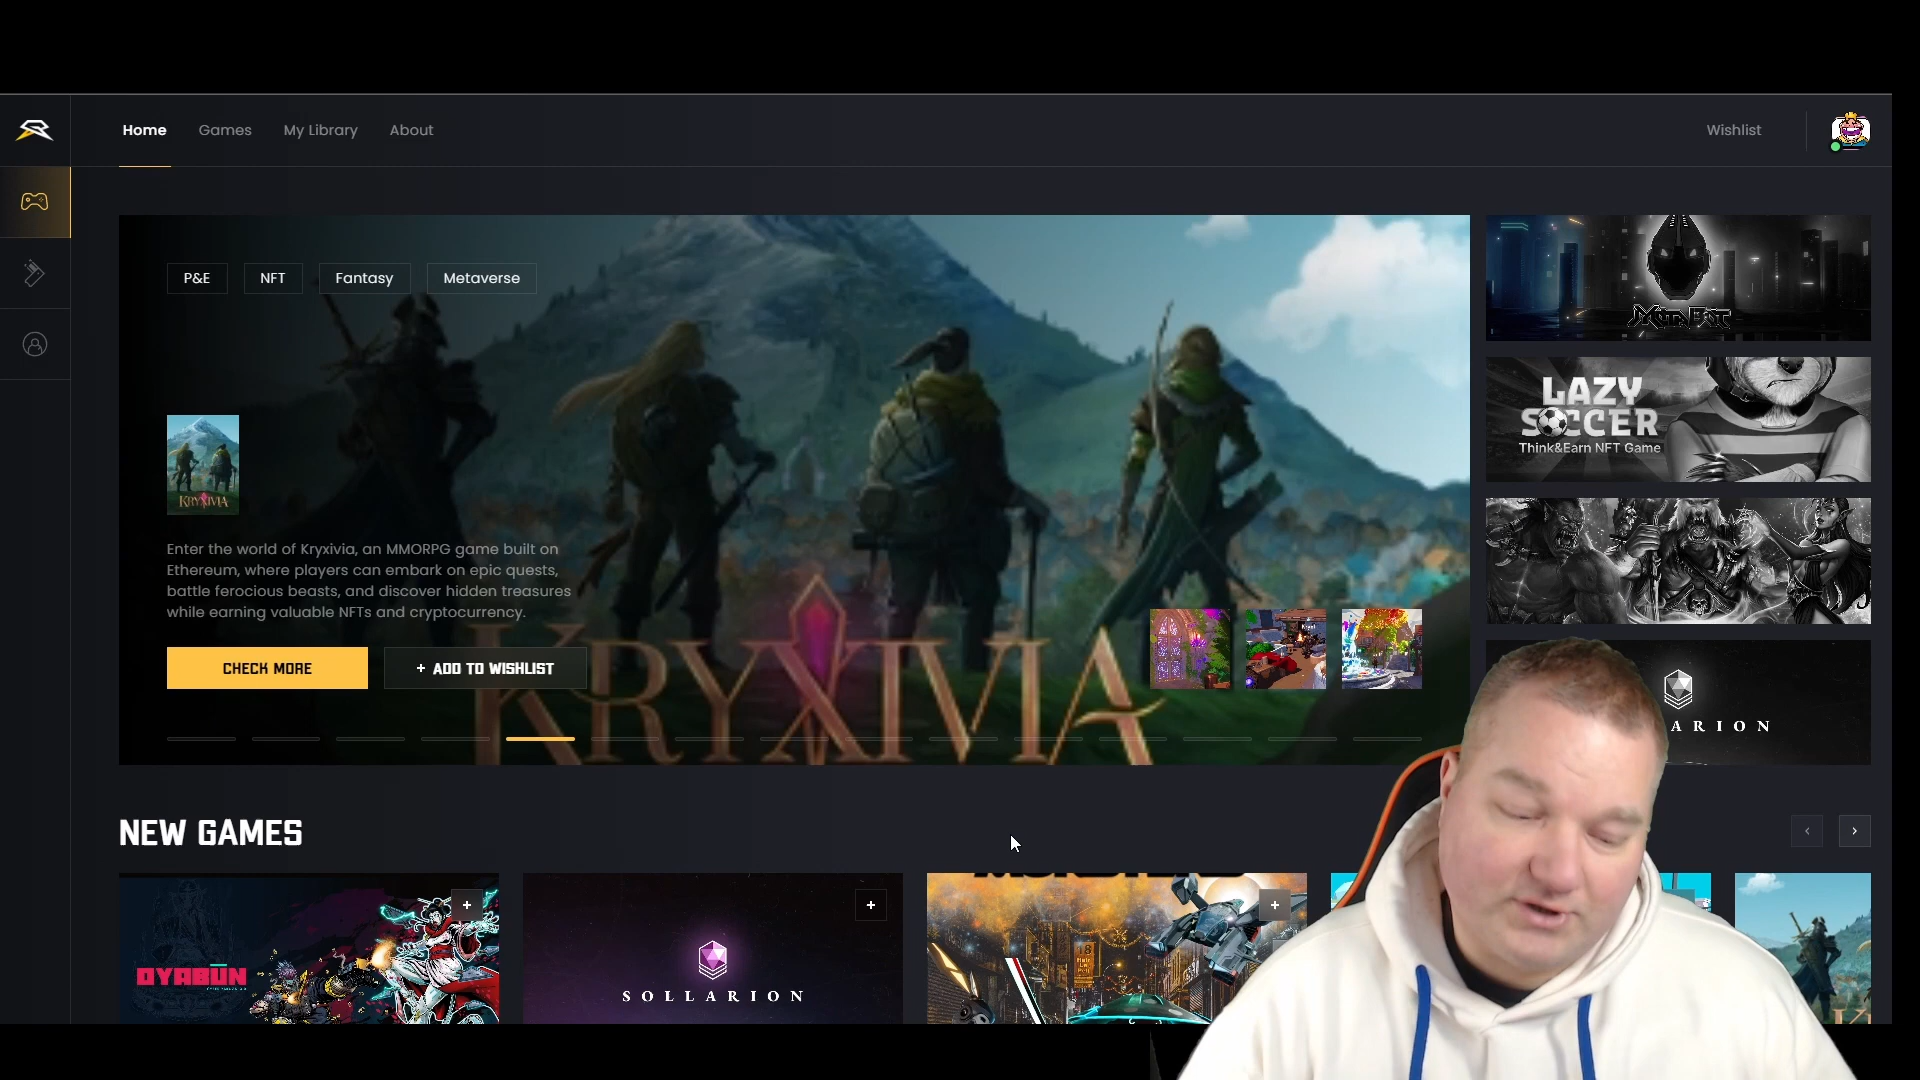 Home
Games
My Library
About
Wishlist
P&E
NFT
Fantasy
Metaverse
KRYXIVIA
Enter the world of Kryxivia, an MMORPG game built on
Ethereum, where players can embark on epic quests,
battle ferocious beasts, and discover hidden treasures
while earning valuable NFTs and cryptocurrency.
CHECK MORE
+ ADD TO WISHLIST
KRYXIVIA
LAZY
SOCCER
Think&Earn NFT Game
ARION
NEW GAMES
OYABUN
SOLLARION